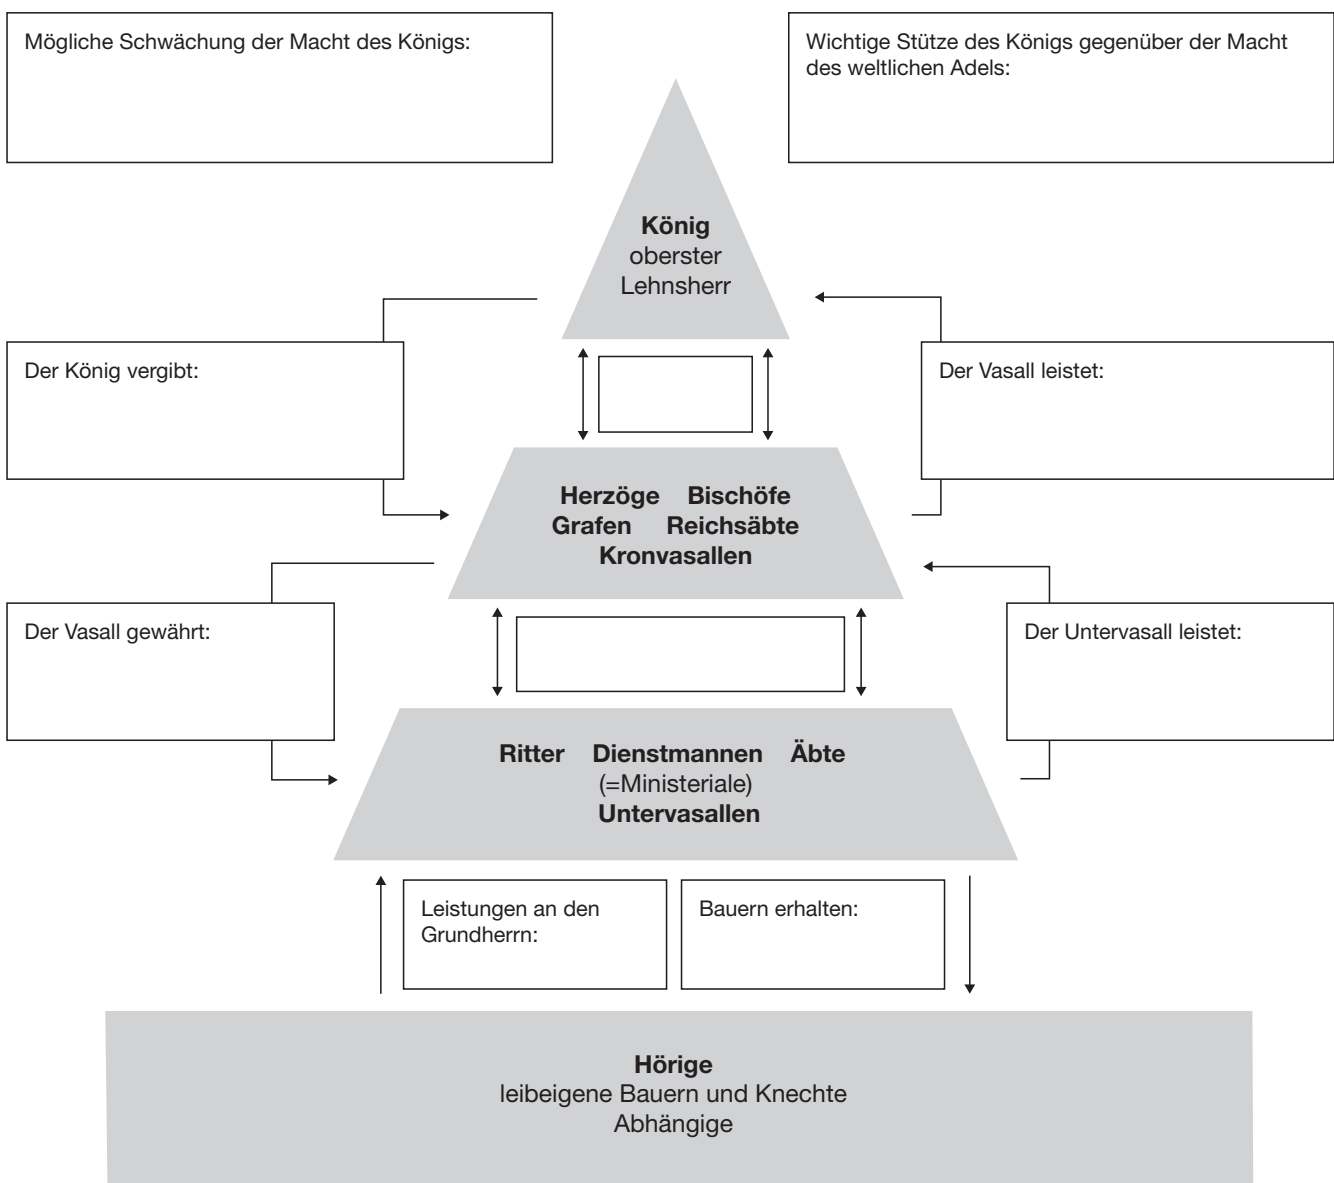 Mögliche Schwächung der Macht des Königs:
Wichtige Stütze des Königs gegenüber der Macht
des weltlichen Adels:
König
oberster
Lehnsherr
Der König vergibt:
Der Vasall leistet:
Herzöge Bischöfe
Grafen Reichsäbte
Kronvasallen
Der Vasall gewährt:
Der Untervasall leistet:
Ritter Dienstmannen Äbte
(=Ministeriale)
Untervasallen
Leistungen an den
Grundherrn:
Bauern erhalten:
Hörige
leibeigene Bauern und Knechte
Abhängige